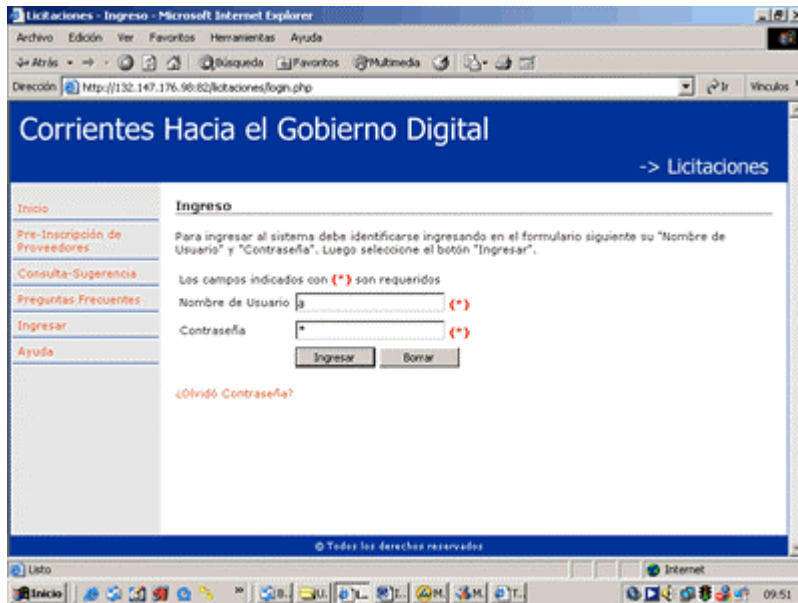 Licitaciones - Ingreso - Microsoft Internet Explorer
Archivo Edición Ver Favoritos Herramientas Ayuda
Atrás Búsqueda Favoritos Multimedia
Dirección http://132.147.176.98:82/licitaciones/login.php Ir Vínculos
Corrientes Hacia el Gobierno Digital
-> Licitaciones
Inicio
Pre-Inscripción de
Proveedores
Consulta-Sugerencia
Preguntas Frecuentes
Ingresar
Ayuda
Ingreso
Para ingresar al sistema debe identificarse ingresando en el formulario siguiente su "Nombre de
Usuario" y "Contraseña". Luego seleccione el botón "Ingresar".
Los campos indicados con (*) son requeridos
Nombre de Usuario a (*)
Contraseña * (*)
Ingresar Borrar
¿Olvidó Contraseña?
© Todos los derechos reservados
Listo Internet
Inicio 09:51